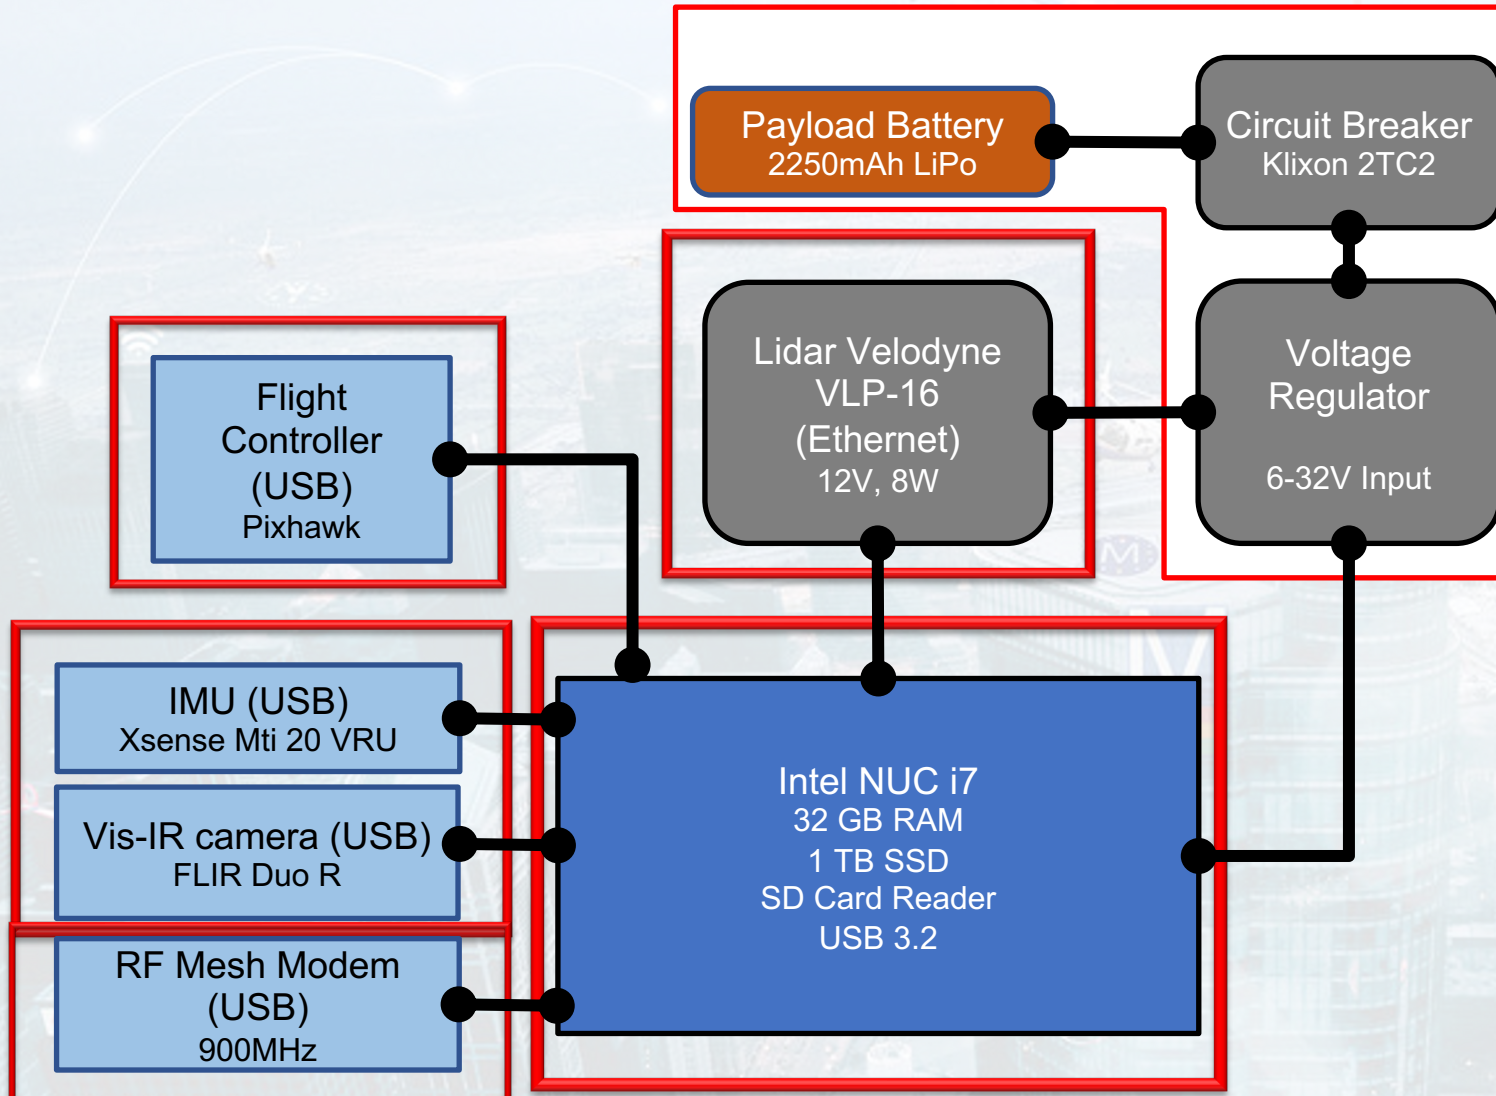 Payload Battery
2250mAh LiPo
Circuit Breaker
Klixon 2TC2
Lidar Velodyne
VLP-16
(Ethernet)
12V, 8W
Voltage
Regulator
6-32V Input
Flight
Controller
(USB)
Pixhawk
IMU (USB)
Xsense Mti 20 VRU
Vis-IR camera (USB)
FLIR Duo R
RF Mesh Modem
(USB)
900MHz
Intel NUC i7
32 GB RAM
1 TB SSD
SD Card Reader
USB 3.2
M
M